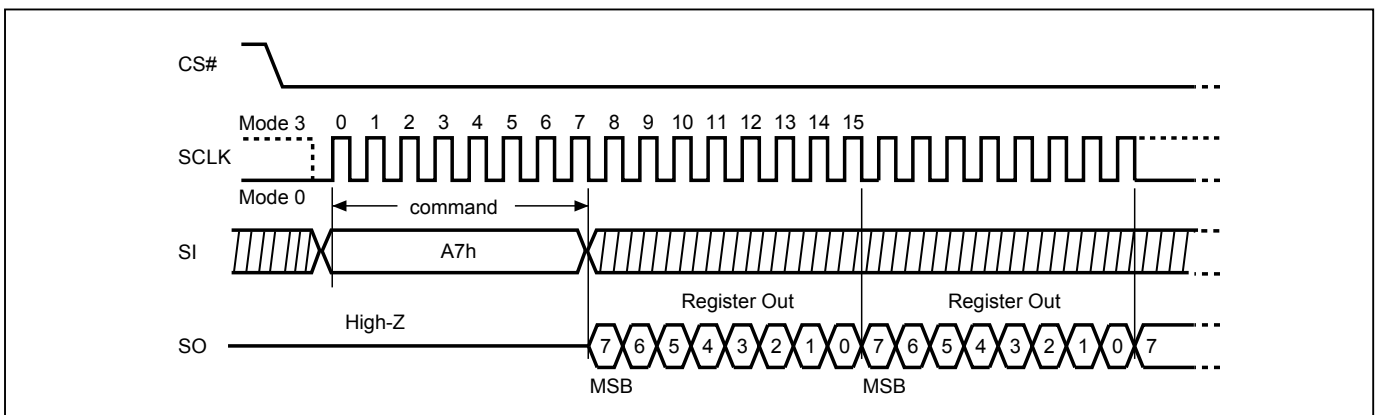 CS#
Mode 3 0 1 2 3 4 5 6 7 8 9 10 11 12 13 14 15
SCLK
Mode 0
command
SI A7h
Register Out Register Out
High-Z
SO 7 6 5 4 3 2 1 0 7 6 5 4 3 2 1 0 7
MSB MSB